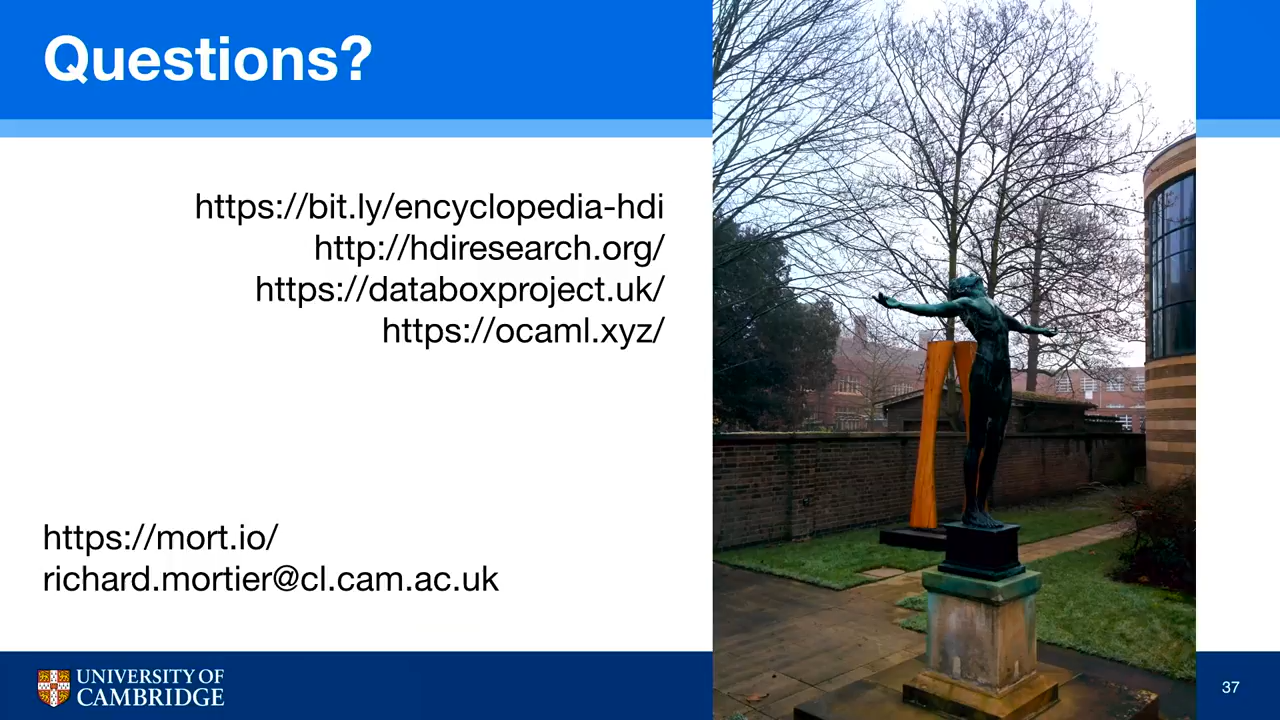 Questions?
https://bit.ly/encyclopedia-hdi
http://hdiresearch.org/
https://databoxproject.uk/
https://ocaml.xyz/
https://mort.io/
richard.mortier@cl.cam.ac.uk
UNIVERSITY OF
CAMBRIDGE
37